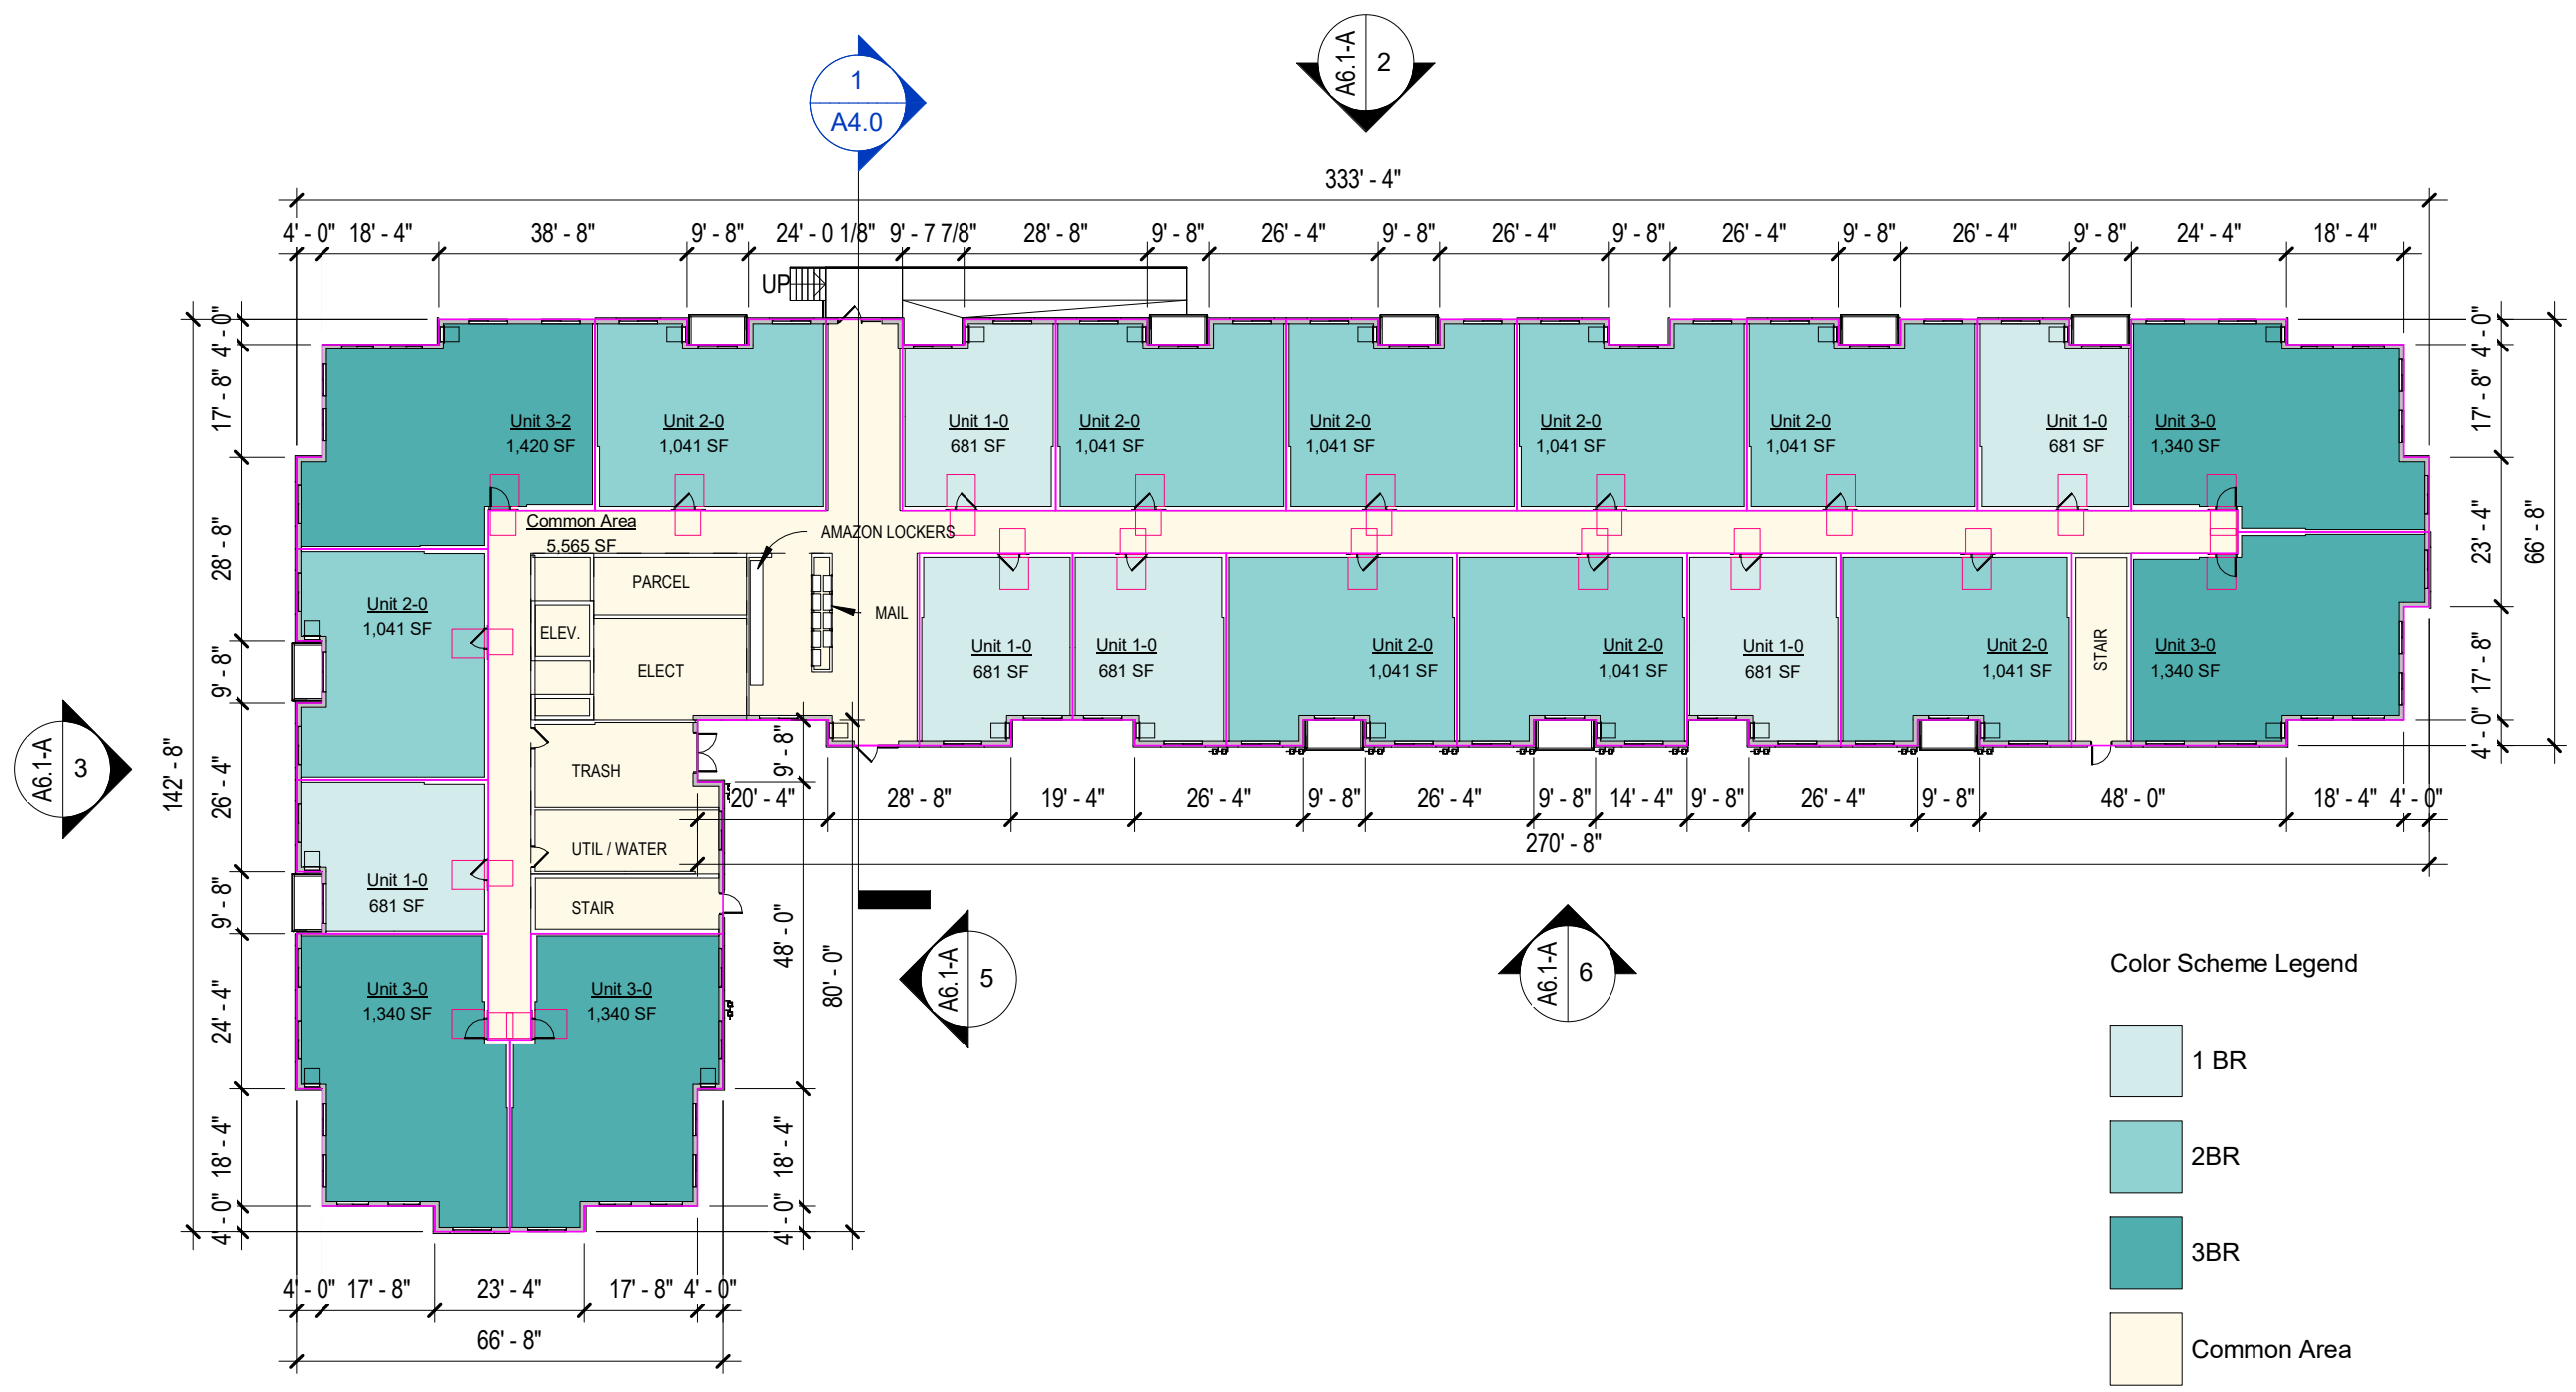 1
A4.0
A6.1-A
2
333' - 4"
4' - 0"
18' - 4"
38' - 8"
9' - 8"
24' - 0 1/8"
9' - 7 7/8"
28' - 8"
9' - 8"
26' - 4"
9' - 8"
26' - 4"
9' - 8"
26' - 4"
9' - 8"
26' - 4"
9' - 8"
24' - 4"
18' - 4"
UP
142' - 8"
4' - 0"
17' - 8"
28' - 8"
9' - 8"
26' - 4"
9' - 8"
24' - 4"
18' - 4"
4' - 0"
Unit 3-2
1,420 SF
Unit 2-0
1,041 SF
Unit 1-0
681 SF
Unit 2-0
1,041 SF
Unit 2-0
1,041 SF
Unit 2-0
1,041 SF
Unit 2-0
1,041 SF
Unit 1-0
681 SF
Unit 3-0
1,340 SF
4' - 0"
17' - 8"
23' - 4"
17' - 8"
4' - 0"
66' - 8"
Common Area
5,565 SF
AMAZON LOCKERS
PARCEL
MAIL
ELEV.
ELECT
Unit 2-0
1,041 SF
Unit 1-0
681 SF
Unit 1-0
681 SF
Unit 2-0
1,041 SF
Unit 2-0
1,041 SF
Unit 1-0
681 SF
Unit 2-0
1,041 SF
STAIR
Unit 3-0
1,340 SF
TRASH
UTIL / WATER
STAIR
Unit 1-0
681 SF
Unit 3-0
1,340 SF
Unit 3-0
1,340 SF
9' - 8"
48' - 0"
18' - 4"
4' - 0"
80' - 0"
20' - 4"
28' - 8"
19' - 4"
26' - 4"
9' - 8"
26' - 4"
9' - 8"
14' - 4"
9' - 8"
26' - 4"
9' - 8"
48' - 0"
18' - 4"
4' - 0"
270' - 8"
A6.1-A
3
A6.1-A
5
A6.1-A
6
4' - 0"
17' - 8"
23' - 4"
17' - 8"
4' - 0"
66' - 8"
Color Scheme Legend
1 BR
2BR
3BR
Common Area